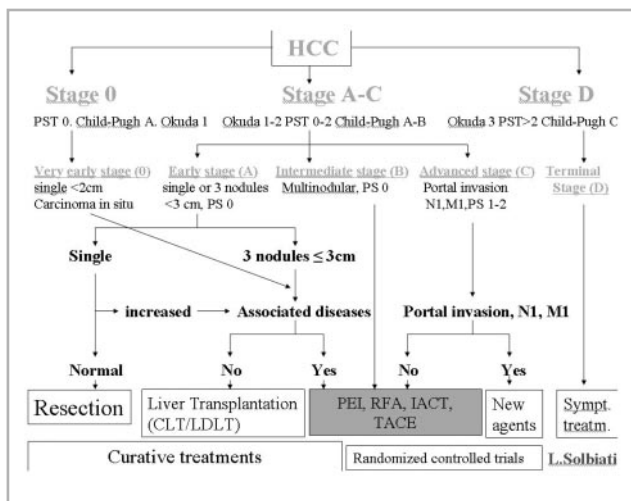 HCC
Stage 0
Stage A-C
Stage D
PST 0. Child-Pugh A. Okuda 1
Okuda 1-2 PST 0-2 Child-Pugh A-B
Okuda 3 PST>2 Child-Pugh C
Very early stage (0)
single <2cm
Carcinoma in situ
Early stage (A)
single or 3 nodules
<3 cm, PS 0
Intermediate stage (B)
Multinodular, PS 0
Advanced stage (C)
Portal invasion
N1,M1,PS 1-2
Terminal
Stage (D)
Single
3 nodules ≤ 3cm
increased
Associated diseases
Portal invasion, N1, M1
Normal
No
Yes
No
Yes
Resection
Liver Transplantation
(CLT/LDLT)
PEI, RFA, IACT,
TACE
New
agents
Sympt.
treatm.
Curative treatments
Randomized controlled trials
L.Solbiati